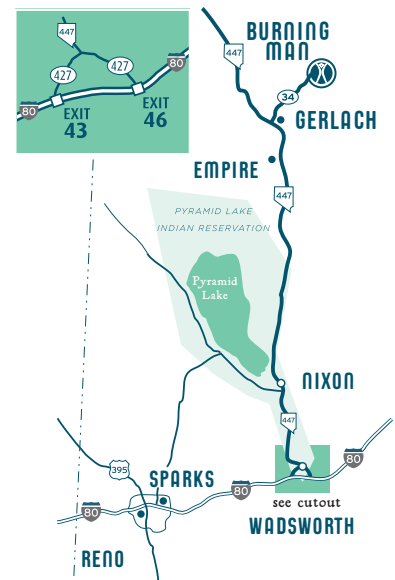 447
427
427
80
80
EXIT
43
EXIT
46
447
BURNING
MAN
34
GERLACH
EMPIRE
447
PYRAMID LAKE
INDIAN RESERVATION
Pyramid
Lake
NIXON
447
80
395
SPARKS
80
see cutout
80
WADSWORTH
RENO